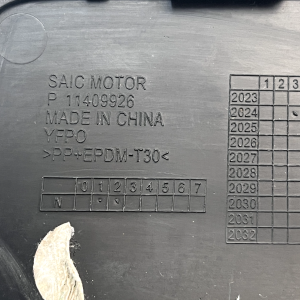 SAIC MOTOR
P 11409926
MADE IN CHINA
YFPO
>PP+EPDM-T30<
0 1 2 3 4 5 6 7
N
1 2 3
2023
2024
2025
2026
2027
2028
2029
2030
2031
2032